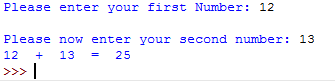 Please enter your first Number: 12
Please now enter your second number: 13
12  +  13  =  25
>>>